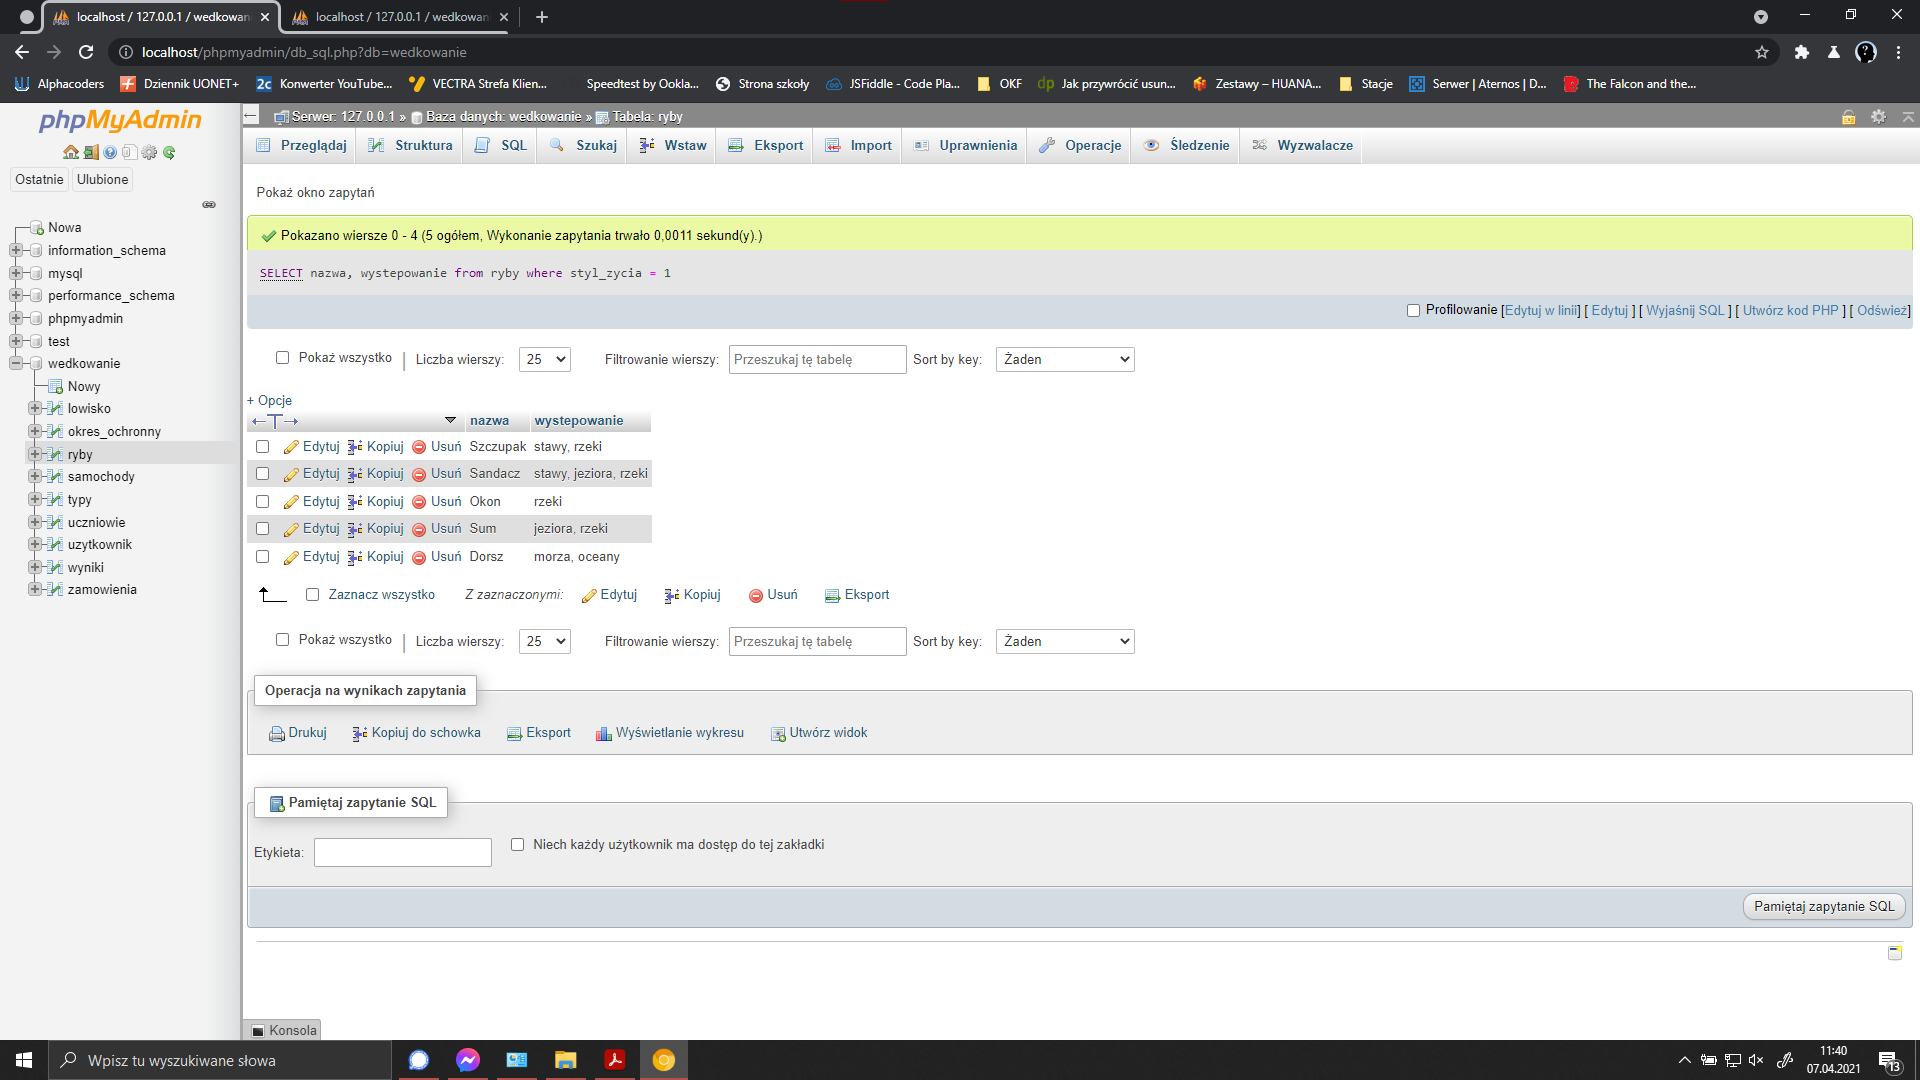 localhost / 127.0.0.1 / wedkowan
localhost / 127.0.0.1 / wedkowan
localhost/phpmyadmin/db_sql.php?db=wedkowanie
Alphacoders
Dziennik UONET+
2c Konwerter YouTube...
VECTRA Strefa Klien...
Speedtest by Ookla...
Strona szkoły
JSFiddle - Code Pla...
OKF
dp Jak przywrócić usun...
Zestawy – HUANA...
Stacje
Serwer | Aternos | D...
The Falcon and the...
phpMyAdmin
Ostatnie Ulubione
Nowa
information_schema
mysql
performance_schema
phpmyadmin
test
wedkowanie
Nowy
lowisko
okres_ochronny
ryby
samochody
typy
uczniowie
uzytkownik
wyniki
zamowienia
Serwer: 127.0.0.1 » Baza danych: wedkowanie » Tabela: ryby
Przeglądaj Struktura SQL Szukaj Wstaw Eksport Import Uprawnienia Operacje Śledzenie Wyzwalacze
Pokaż okno zapytań
Pokazano wiersze 0 - 4 (5 ogółem, Wykonanie zapytania trwało 0,0011 sekund(y).)
SELECT nazwa, wystepowanie from ryby where styl_zycia = 1
Profilowanie [Edytuj w linii] [ Edytuj ] [ Wyjaśnij SQL ] [ Utwórz kod PHP ] [ Odśwież]
Pokaż wszystko | Liczba wierszy: 25 Filtrowanie wierszy: Przeszukaj tę tabelę Sort by key: Żaden
+ Opcje
←T→ nazwa wystepowanie
Edytuj Kopiuj Usuń Szczupak stawy, rzeki
Edytuj Kopiuj Usuń Sandacz stawy, jeziora, rzeki
Edytuj Kopiuj Usuń Okon rzeki
Edytuj Kopiuj Usuń Sum jeziora, rzeki
Edytuj Kopiuj Usuń Dorsz morza, oceany
Zaznacz wszystko Z zaznaczonymi: Edytuj Kopiuj Usuń Eksport
Pokaż wszystko | Liczba wierszy: 25 Filtrowanie wierszy: Przeszukaj tę tabelę Sort by key: Żaden
Operacja na wynikach zapytania
Drukuj Kopiuj do schowka Eksport Wyświetlanie wykresu Utwórz widok
Pamiętaj zapytanie SQL
Etykieta: Niech każdy użytkownik ma dostęp do tej zakładki
Pamiętaj zapytanie SQL
Konsola
Wpisz tu wyszukiwane słowa
11:40
07.04.2021
13